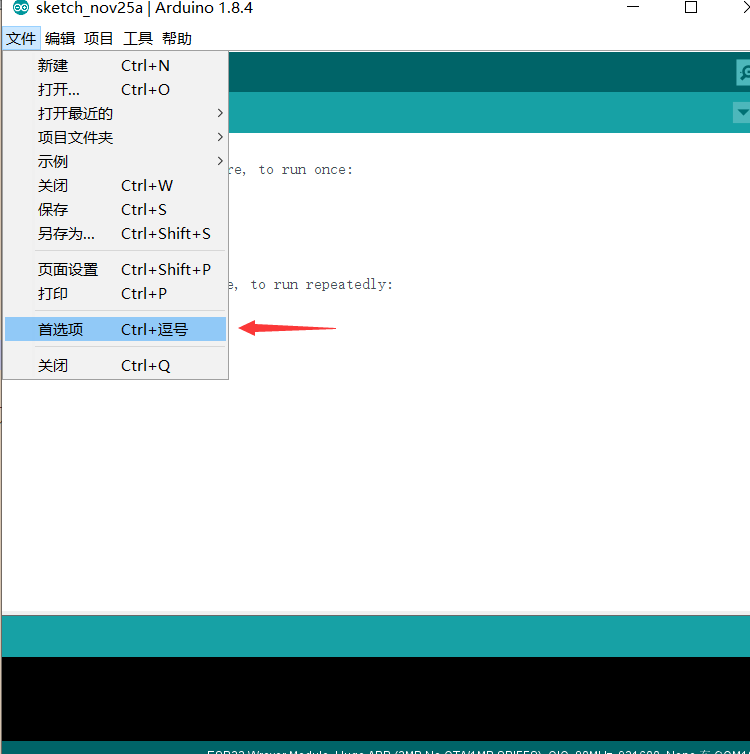 sketch_nov25a | Arduino 1.8.4
文件 编辑 项目 工具 帮助
新建 Ctrl+N
打开... Ctrl+O
打开最近的
项目文件夹
示例
关闭 Ctrl+W
保存 Ctrl+S
另存为... Ctrl+Shift+S
页面设置 Ctrl+Shift+P
打印 Ctrl+P
首选项 Ctrl+逗号
关闭 Ctrl+Q
re, to run once:
e, to run repeatedly: